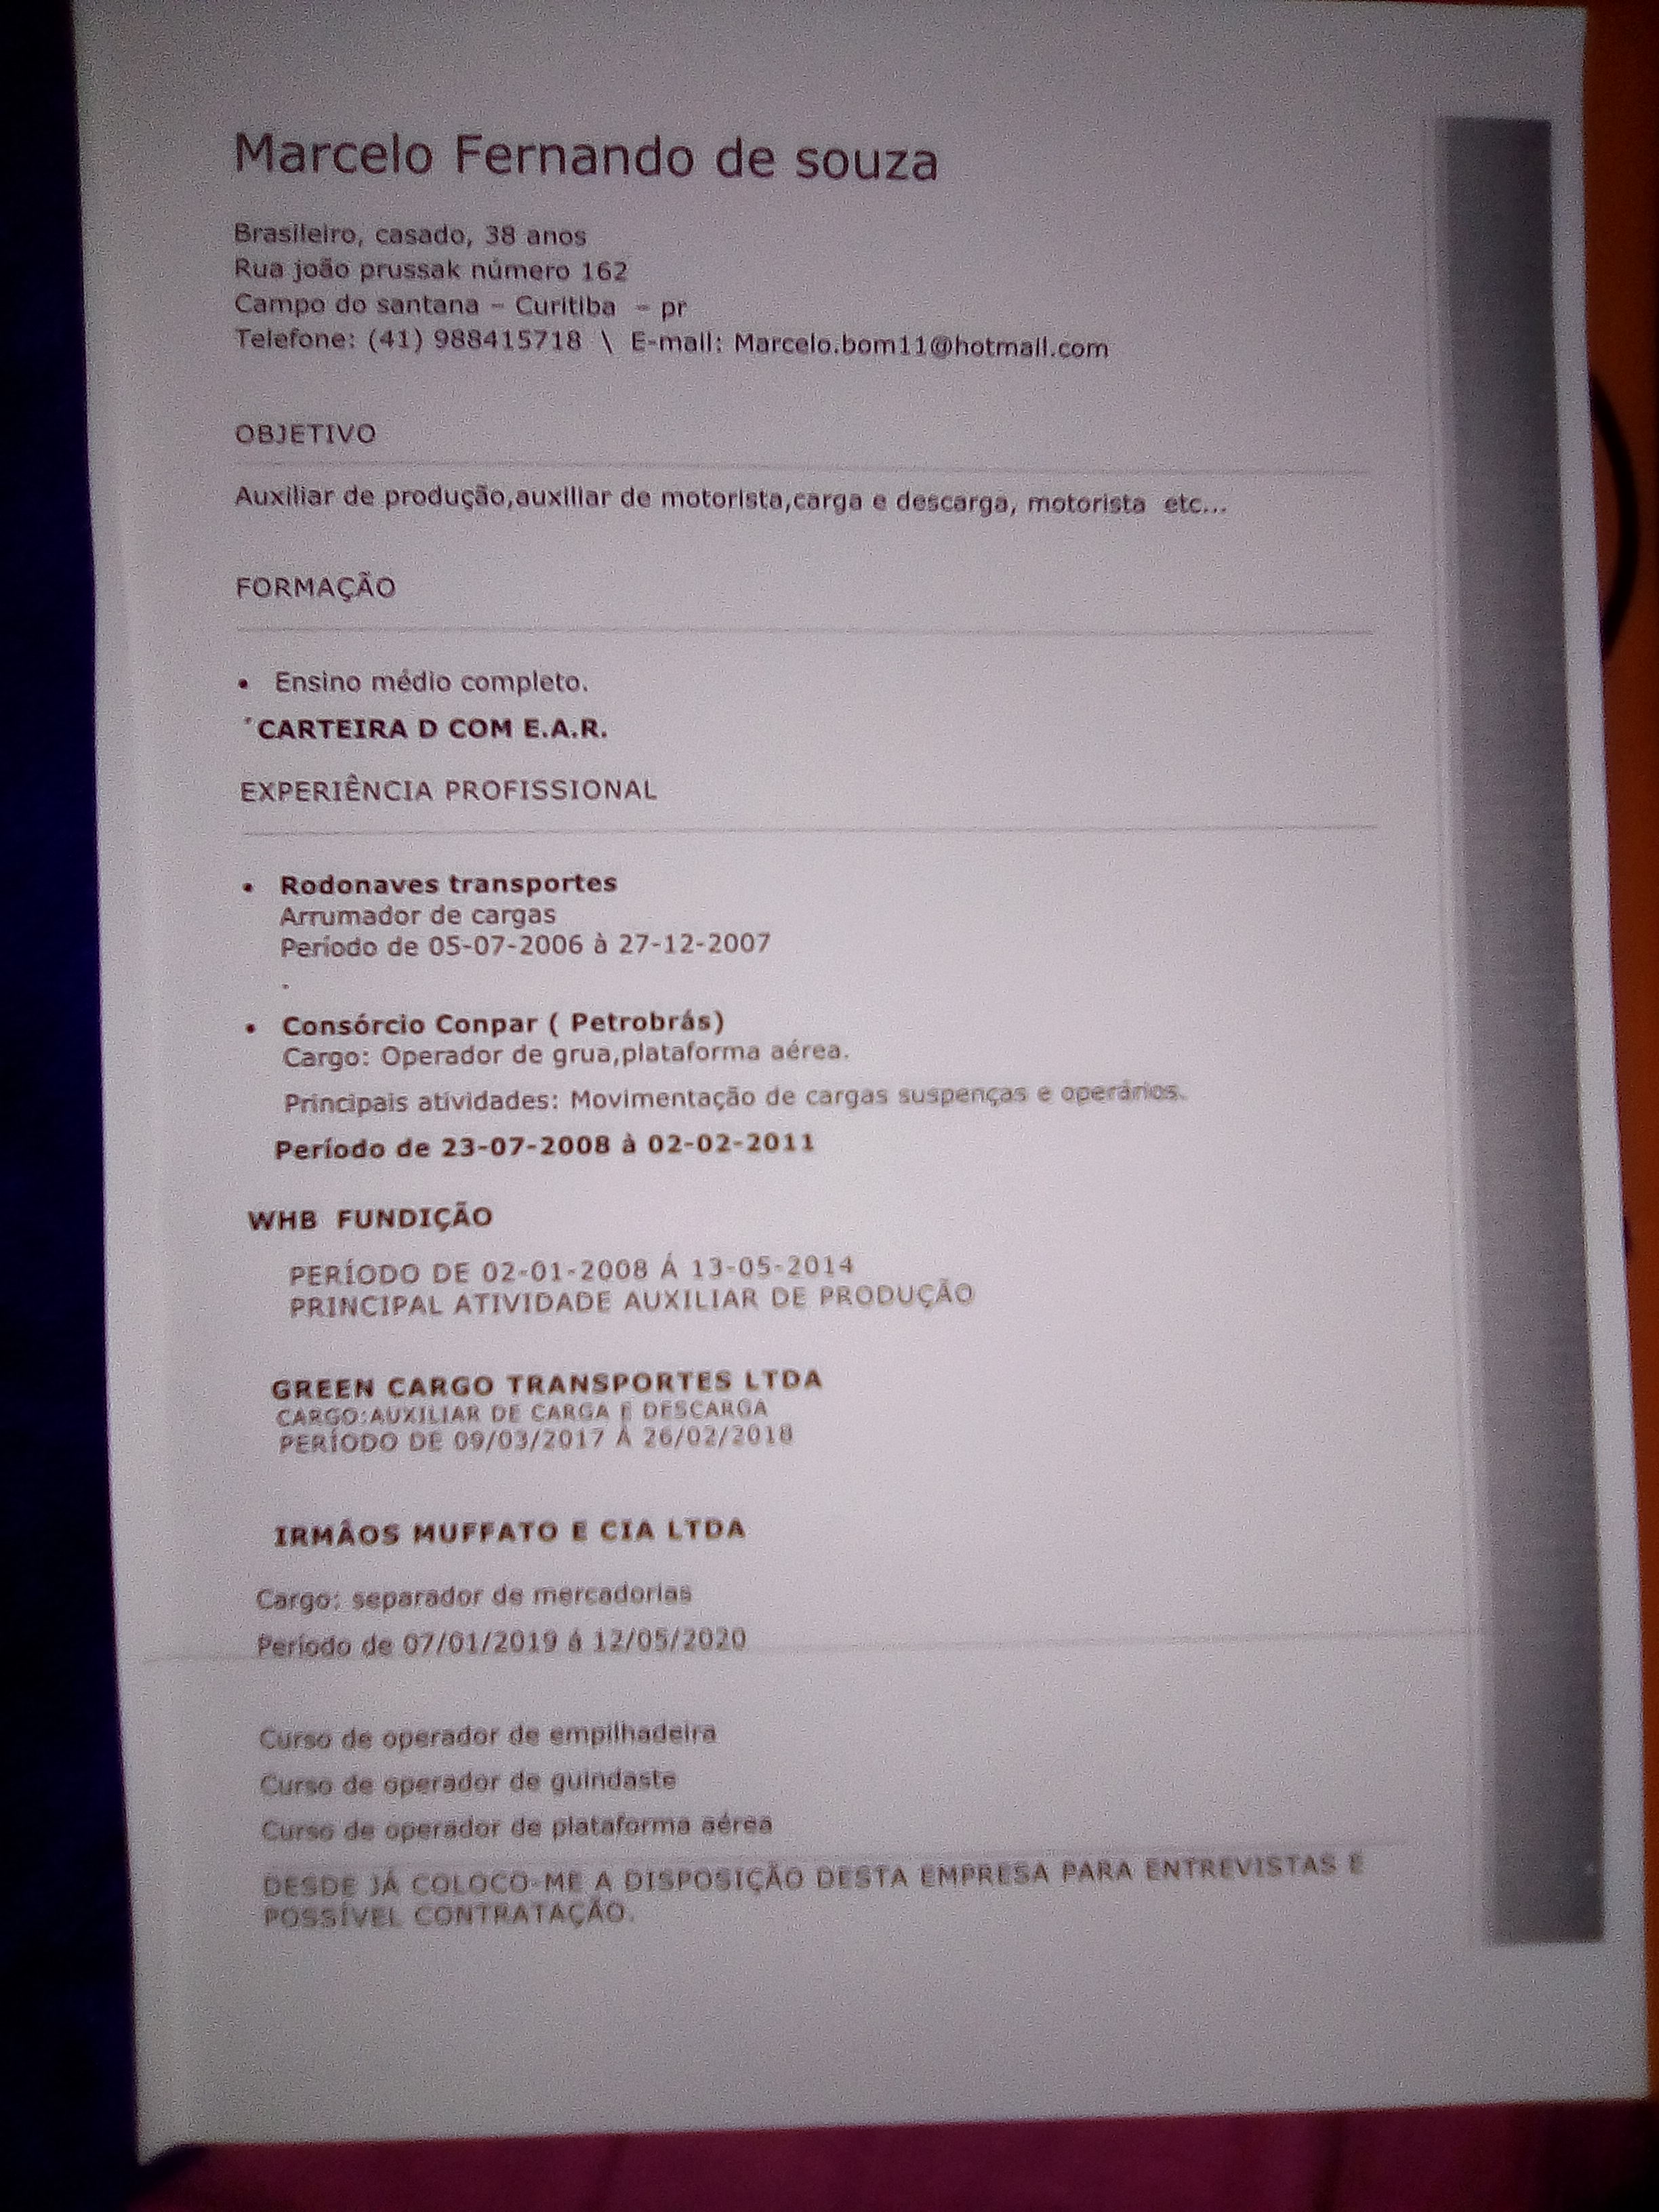 Marcelo Fernando de souza
Brasileiro, casado, 38 anos
Rua joão prussak número 162
Campo do santana – Curitiba – pr
Telefone: (41) 988415718 \ E-mail: Marcelo.bom11@hotmail.com
OBJETIVO
Auxiliar de produção,auxiliar de motorista,carga e descarga, motorista etc...
FORMAÇÃO
• Ensino médio completo.
´CARTEIRA D COM E.A.R.
EXPERIÊNCIA PROFISSIONAL
• Rodonaves transportes
Arrumador de cargas
Período de 05-07-2006 à 27-12-2007
.
• Consórcio Conpar ( Petrobrás)
Cargo: Operador de grua,plataforma aérea.
Principais atividades: Movimentação de cargas suspenças e operários.
Período de 23-07-2008 à 02-02-2011
WHB FUNDIÇÃO
PERÍODO DE 02-01-2008 Á 13-05-2014
PRINCIPAL ATIVIDADE AUXILIAR DE PRODUÇÃO
GREEN CARGO TRANSPORTES LTDA
CARGO:AUXILIAR DE CARGA E DESCARGA
PERÍODO DE 09/03/2017 À 26/02/2018
IRMÃOS MUFFATO E CIA LTDA
Cargo: separador de mercadorias
Período de 07/01/2019 á 12/05/2020
Curso de operador de empilhadeira
Curso de operador de guindaste
Curso de operador de plataforma aérea
DESDE JÁ COLOCO-ME A DISPOSIÇÃO DESTA EMPRESA PARA ENTREVISTAS E
POSSÍVEL CONTRATAÇÃO.